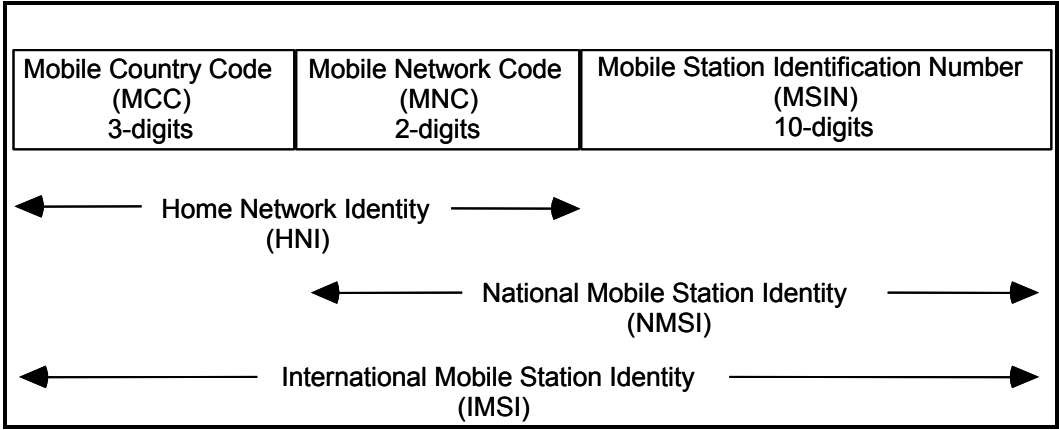 Mobile Country Code
(MCC)
3-digits
Mobile Network Code
(MNC)
2-digits
Mobile Station Identification Number
(MSIN)
10-digits
Home Network Identity
(HNI)
National Mobile Station Identity
(NMSI)
International Mobile Station Identity
(IMSI)